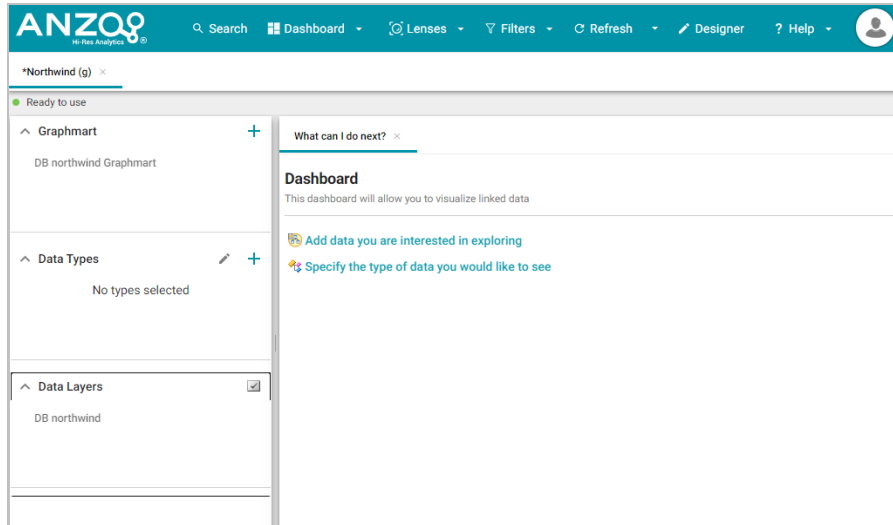 ANZO®
Hi-Res Analytics
Search Dashboard Lenses Filters Refresh Designer ? Help
*Northwind (g) ×
Ready to use
Graphmart +
DB northwind Graphmart
What can I do next? ×
Dashboard
This dashboard will allow you to visualize linked data
Add data you are interested in exploring
Specify the type of data you would like to see
Data Types +
No types selected
Data Layers
DB northwind